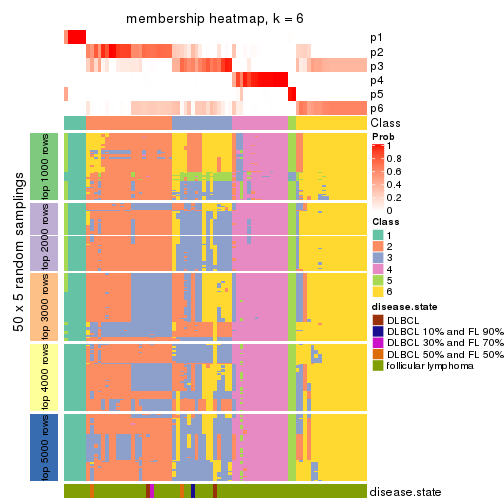 membership heatmap, k = 6
p1
p2
p3
p4
p5
p6
Class
50 x 5 random samplings
top 1000 rows
top 2000 rows
top 3000 rows
top 4000 rows
top 5000 rows
Prob
1
0.8
0.6
0.4
0.2
0
Class
1
2
3
4
5
6
disease.state
DLBCL
DLBCL 10% and FL 90%
DLBCL 30% and FL 70%
DLBCL 50% and FL 50%
follicular lymphoma
disease.state